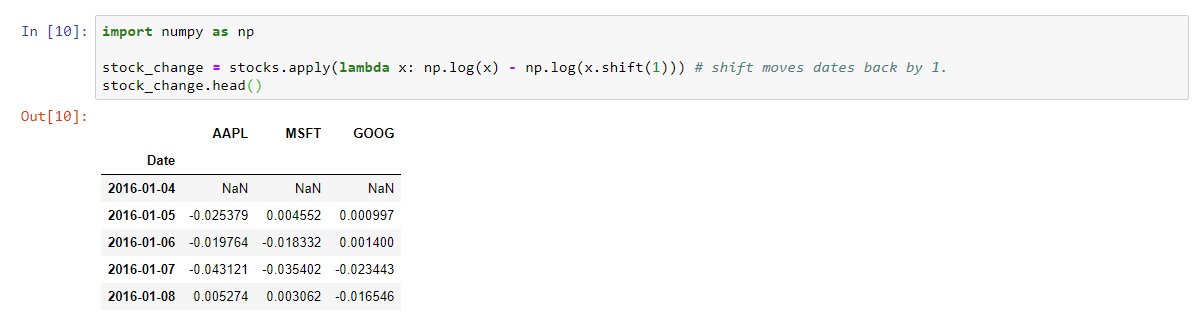 In [10]: import numpy as np
stock_change = stocks.apply(lambda x: np.log(x) - np.log(x.shift(1))) # shift moves dates back by 1.
stock_change.head()
Out[10]:
AAPL MSFT GOOG
Date
2016-01-04 NaN NaN NaN
2016-01-05 -0.025379 0.004552 0.000997
2016-01-06 -0.019764 -0.018332 0.001400
2016-01-07 -0.043121 -0.035402 -0.023443
2016-01-08 0.005274 0.003062 -0.016546